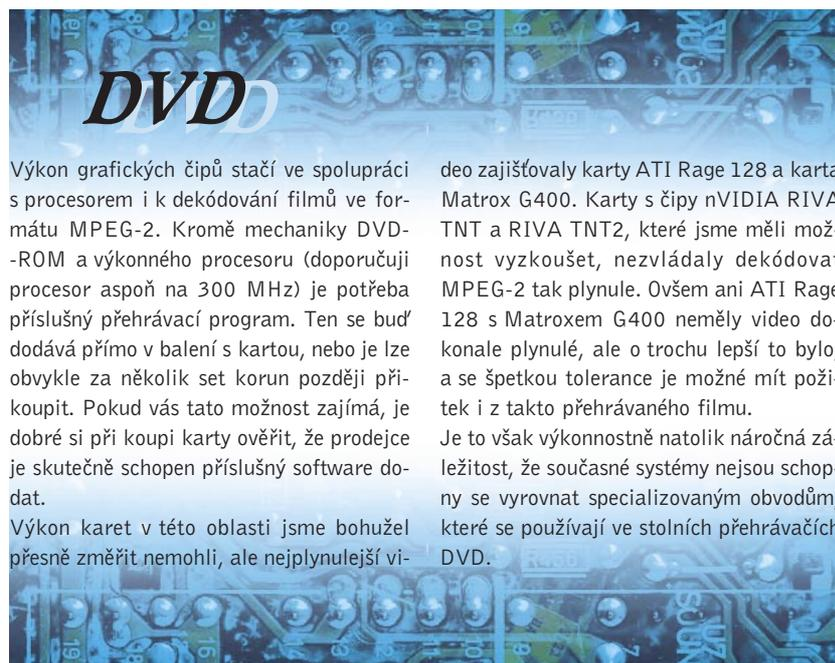 DVD
Výkon grafických čipů stačí ve spolupráci
s procesorem i k dekódování filmů ve for-
mátu MPEG-2. Kromě mechaniky DVD-
-ROM a výkonného procesoru (doporučuji
procesor aspoň na 300 MHz) je potřeba
příslušný přehrávací program. Ten se buď
dodává přímo v balení s kartou, nebo je lze
obvykle za několik set korun později při-
koupit. Pokud vás tato možnost zajímá, je
dobré si při koupi karty ověřit, že prodejce
je skutečně schopen příslušný software do-
dat.
Výkon karet v této oblasti jsme bohužel
přesně změřit nemohli, ale nejplynulejší vi-
deo zajišťovaly karty ATI Rage 128 a karta
Matrox G400. Karty s čipy nVIDIA RIVA
TNT a RIVA TNT2, které jsme měli mož-
nost vyzkoušet, nezvládaly dekódovat
MPEG-2 tak plynule. Ovšem ani ATI Rage
128 s Matroxem G400 neměly video do-
konale plynulé, ale o trochu lepší to bylo,
a se špetkou tolerance je možné mít poži-
tek i z takto přehrávaného filmu.
Je to však výkonnostně natolik náročná zá-
ležitost, že současné systémy nejsou schop-
ny se vyrovnat specializovaným obvodům,
které se používají ve stolních přehrávačích
DVD.